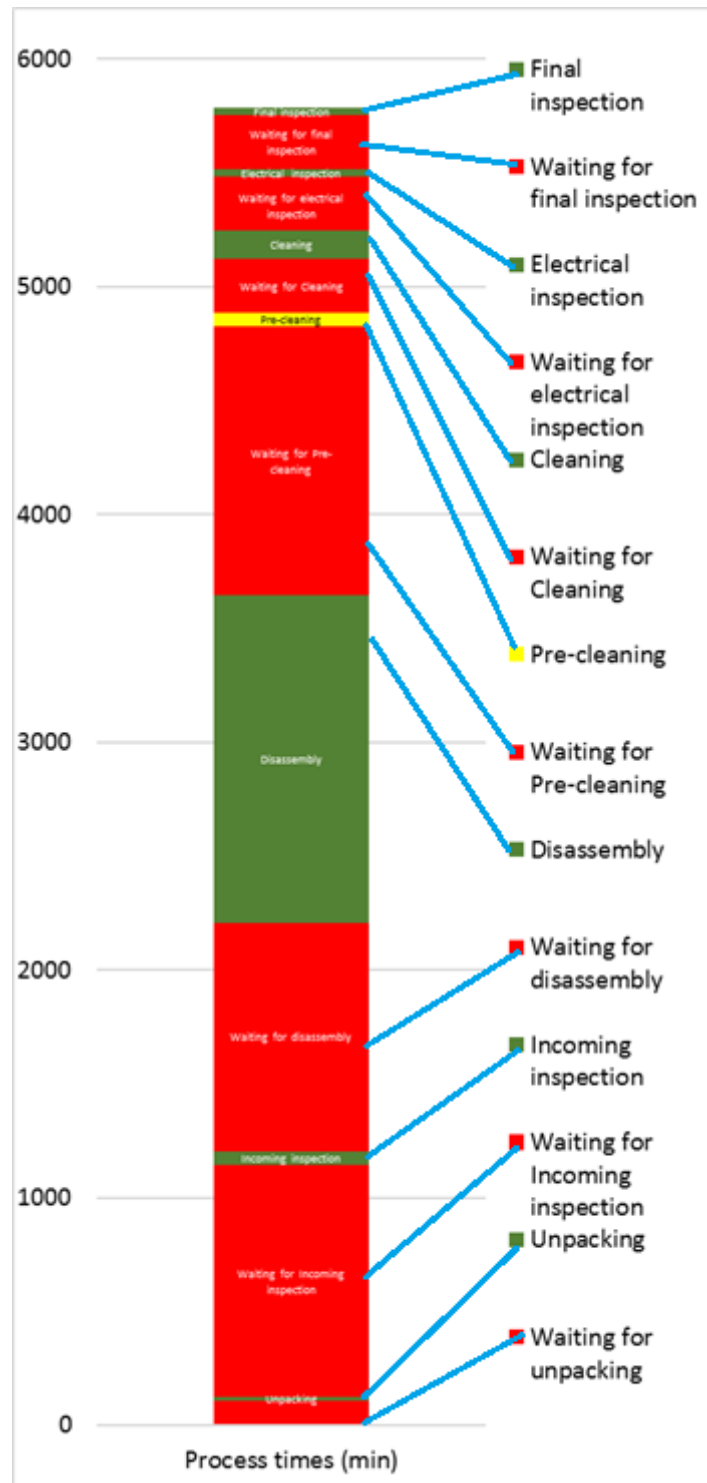 6000
5000
4000
3000
2000
1000
0
Final inspection
Waiting for final
inspection
Electrical inspection
Waiting for electrical
inspection
Cleaning
Waiting for Cleaning
Pre-cleaning
Waiting for Pre-
cleaning
Disassembly
Waiting for disassembly
Incoming inspection
Waiting for Incoming
inspection
Unpacking
Process times (min)
Final
inspection
Waiting for
final inspection
Electrical
inspection
Waiting for
electrical
inspection
Cleaning
Waiting for
Cleaning
Pre-cleaning
Waiting for
Pre-cleaning
Disassembly
Waiting for
disassembly
Incoming
inspection
Waiting for
Incoming
inspection
Unpacking
Waiting for
unpacking